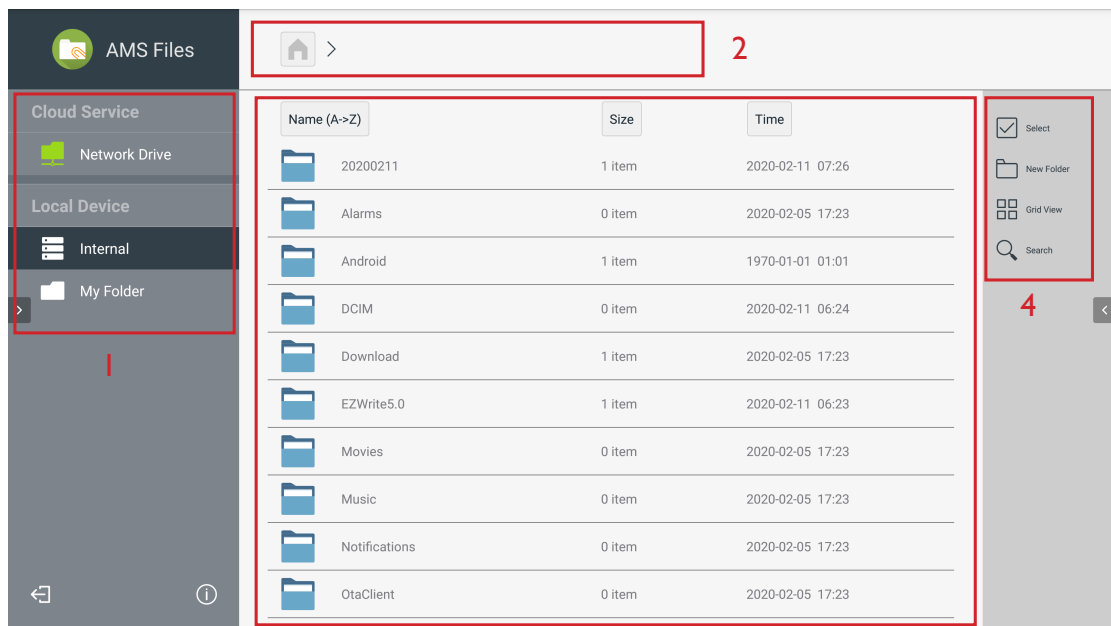 AMS Files
2
Cloud Service
Network Drive
Local Device
Internal
My Folder
1
Name (A->Z) Size Time
20200211 1 item 2020-02-11 07:26
Alarms 0 item 2020-02-05 17:23
Android 1 item 1970-01-01 01:01
DCIM 0 item 2020-02-11 06:24
Download 1 item 2020-02-05 17:23
EZWrite5.0 1 item 2020-02-11 06:23
Movies 0 item 2020-02-05 17:23
Music 0 item 2020-02-05 17:23
Notifications 0 item 2020-02-05 17:23
OtaClient 0 item 2020-02-05 17:23
Select
New Folder
Grid View
Search
4